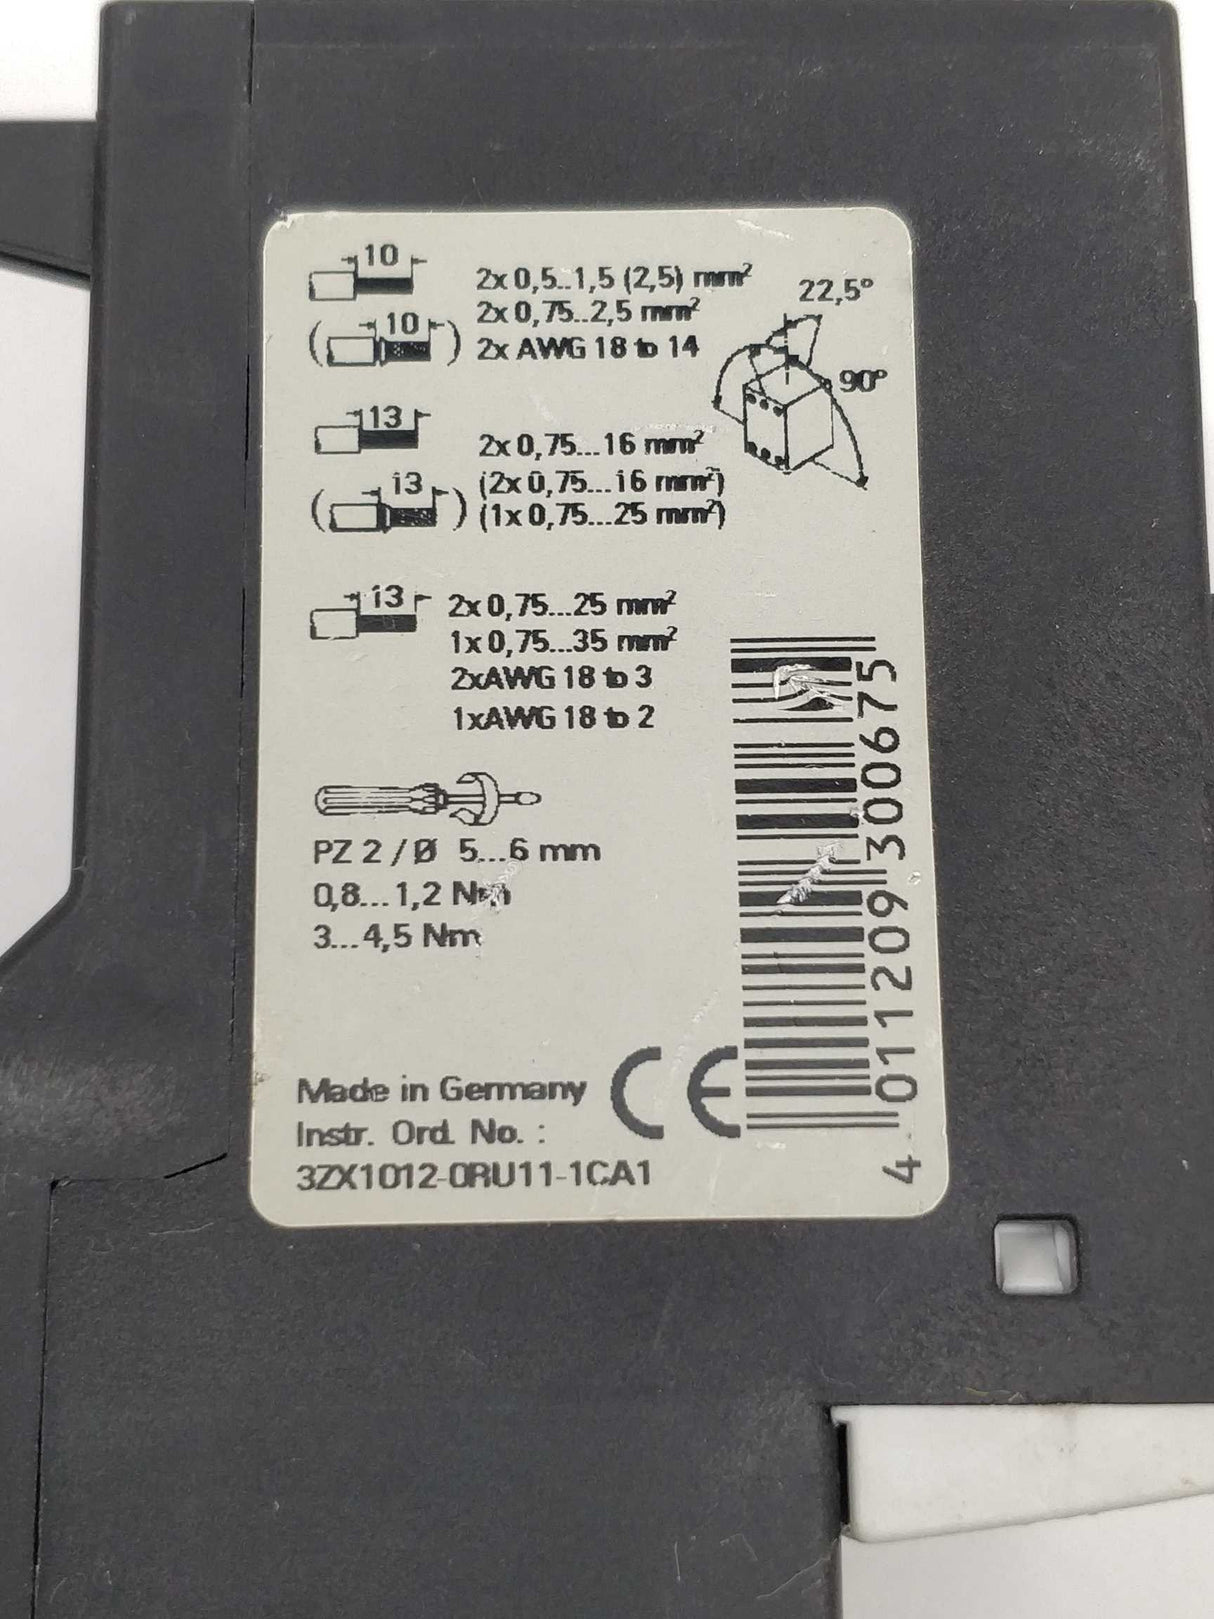 10
2x 0,5..1,5 (2,5) mm²
2x 0,75..2,5 mm²
( 10 ) 2x AWG 18 to 14
22,5°
90°
13
2x 0,75...16 mm²
( 13 ) (2x 0,75...16 mm²)
(1x 0,75...25 mm²)
13 2x 0,75...25 mm²
1x 0,75...35 mm²
2xAWG 18 to 3
1xAWG 18 to 2
PZ 2 / Ø 5...6 mm
0,8...1,2 Nm
3...4,5 Nm
Made in Germany CE
Instr. Ord. No. :
3ZX1012-0RU11-1CA1
4 011209 300675